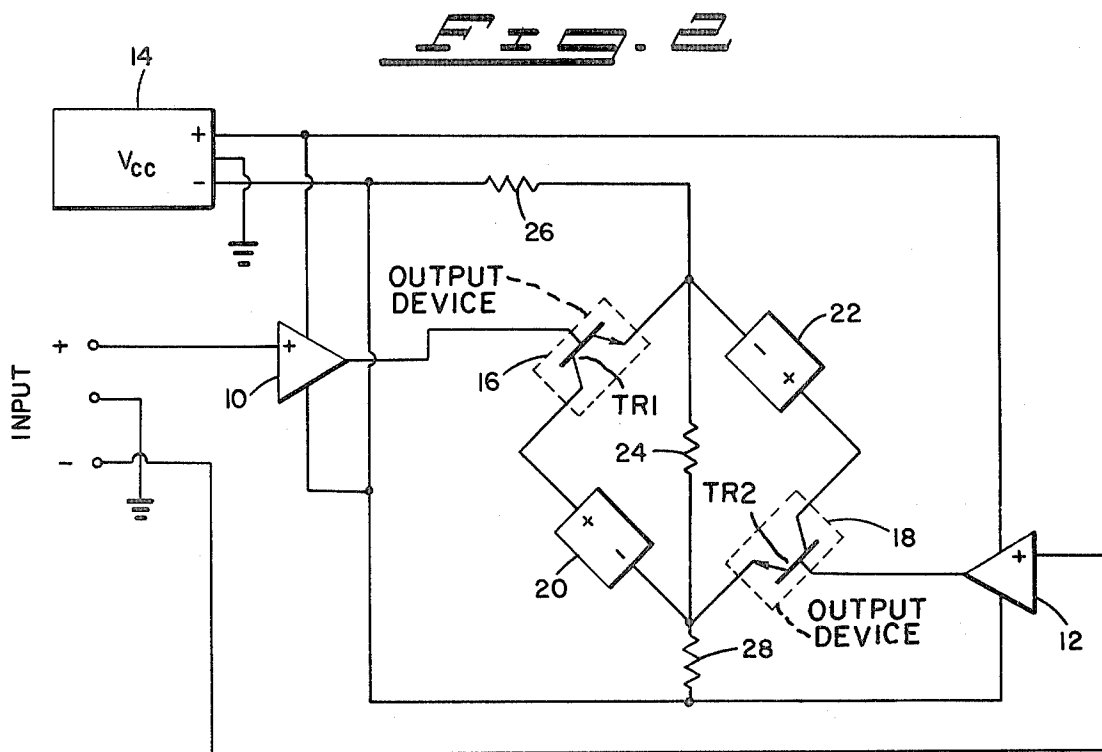 Fig. 2
14
+
Vcc
-
26
OUTPUT
DEVICE
22
-
+
+
+
10
16
TR1
INPUT
24
-
TR2
18
+
-
20
+
OUTPUT
DEVICE
12
28